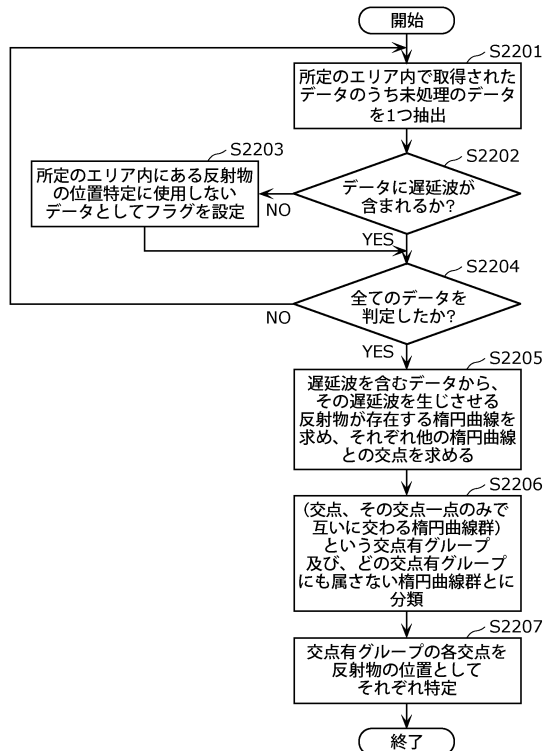 開始
S2201
所定のエリア内で取得された
データのうち未処理のデータ
を1つ抽出
S2202
データに遅延波が
含まれるか?
NO
YES
S2203
所定のエリア内にある反射物
の位置特定に使用しない
データとしてフラグを設定
S2204
全てのデータを
判定したか?
NO
YES
S2205
遅延波を含むデータから、
その遅延波を生じさせる
反射物が存在する楕円曲線を
求め、それぞれ他の楕円曲線
との交点を求める
S2206
(交点、その交点一点のみで
互いに交わる楕円曲線群)
という交点有グループ
及び、どの交点有グループ
にも属さない楕円曲線群とに
分類
S2207
交点有グループの各交点を
反射物の位置として
それぞれ特定
終了